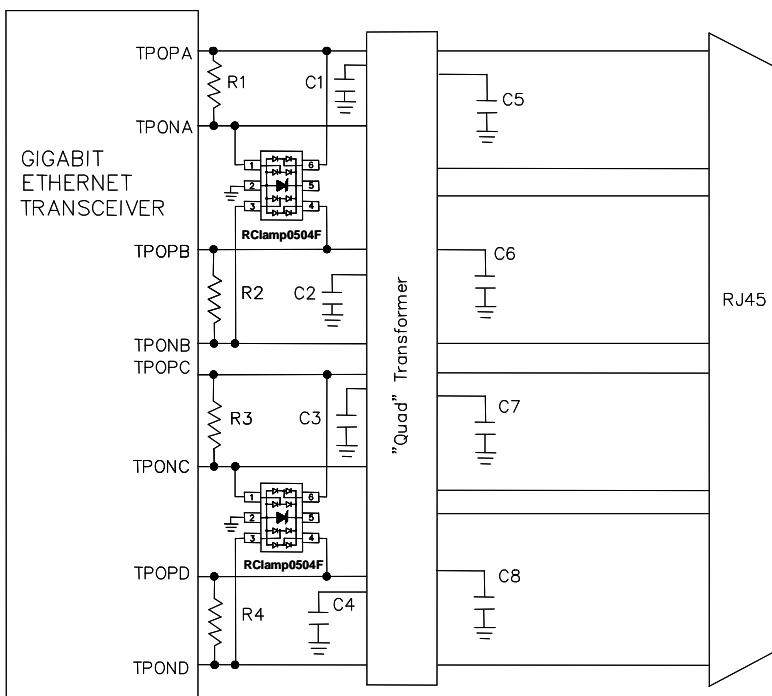 TPOPA
R1
C1
C5
TPONA
GIGABIT
ETHERNET
TRANSCEIVER
1
6
2
5
3
4
RClamp0504F
TPOPB
C6
R2
C2
"Quad" Transformer
RJ45
TPONB
TPOPC
R3
C3
C7
TPONC
1
6
2
5
3
4
RClamp0504F
TPOPD
C8
C4
R4
TPOND